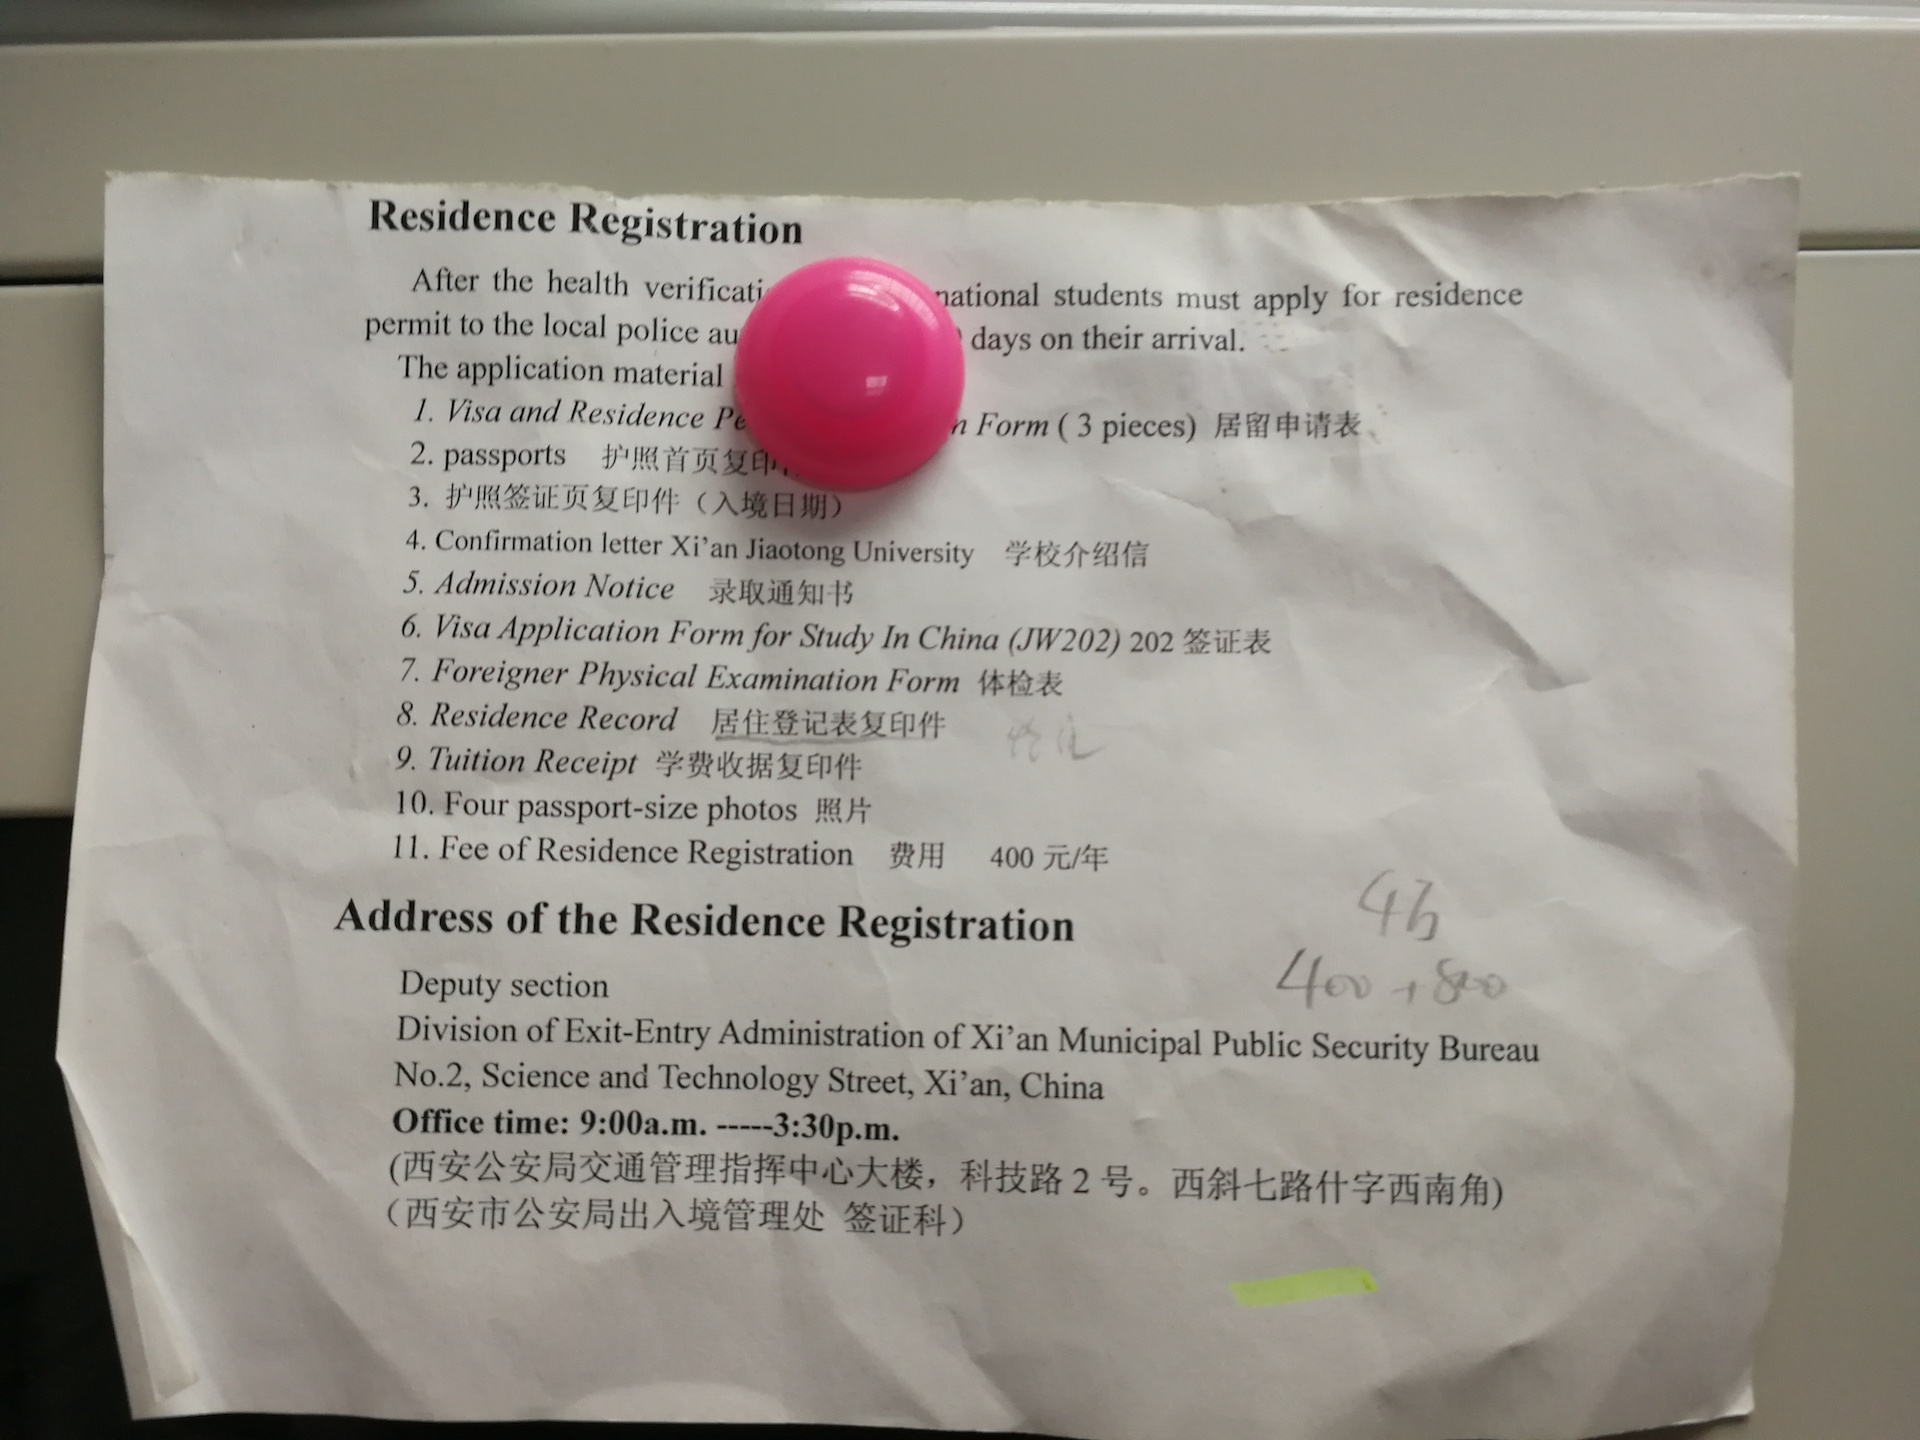 Residence Registration
After the health national students must apply for residence
permit to the local police days on their arrival.
The application material
1. Visa and Residence Form ( 3 pieces) 居留申请表
2. passports 护照首页复印
3. 护照签证页复印件（入境日期）
4. Confirmation letter Xi'an Jiaotong University 学校介绍信
5. Admission Notice 录取通知书
6. Visa Application Form for Study In China (JW202) 202 签证表
7. Foreigner Physical Examination Form 体检表
8. Residence Record 居住登记表复印件
9. Tuition Receipt 学费收据复印件
10. Four passport-size photos 照片
11. Fee of Residence Registration 费用 400 元/年
400 + 800
Address of the Residence Registration
Deputy section
Division of Exit-Entry Administration of Xi'an Municipal Public Security Bureau
No.2, Science and Technology Street, Xi'an, China
Office time: 9:00a.m. -----3:30p.m.
(西安公安局交通管理指挥中心大楼，科技路 2 号。西斜七路什字西南角)
（西安市公安局出入境管理处 签证科）